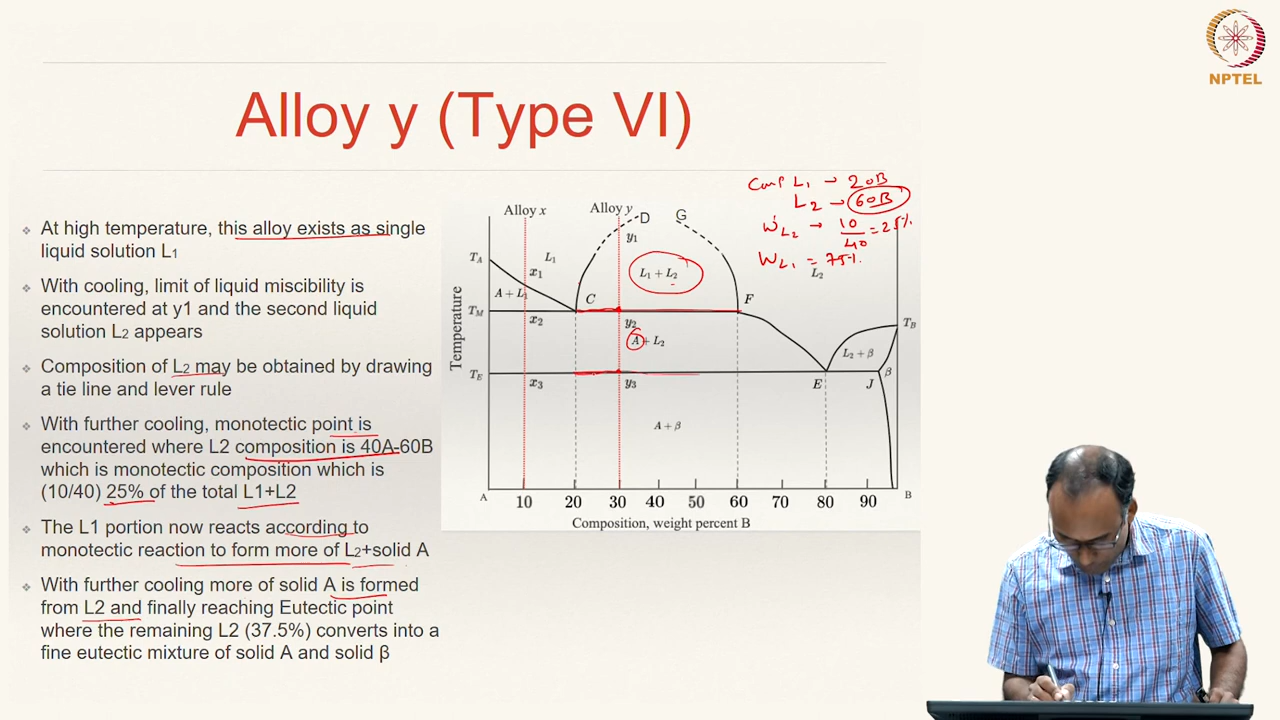 NPTEL
Alloy y (Type VI)
❖ At high temperature, this alloy exists as single
liquid solution L1
❖ With cooling, limit of liquid miscibility is
encountered at y1 and the second liquid
solution L2 appears
❖ Composition of L2 may be obtained by drawing
a tie line and lever rule
❖ With further cooling, monotectic point is
encountered where L2 composition is 40A-60B
which is monotectic composition which is
(10/40) 25% of the total L1+L2
❖ The L1 portion now reacts according to
monotectic reaction to form more of L2+solid A
❖ With further cooling more of solid A is formed
from L2 and finally reaching Eutectic point
where the remaining L2 (37.5%) converts into a
fine eutectic mixture of solid A and solid β
Comp L1 → 20B
L2 → 60B
WL2 → 10/40 = 25%
WL1 = 75%
Alloy x Alloy y D G
y1
TA L1 x1 L1 + L2 L2
A + L1 C F
TM x2 y2 TB
A + L2 L2 + β
TE x3 y3 E J β
A + β
A 10 20 30 40 50 60 70 80 90 B
Composition, weight percent B
Temperature